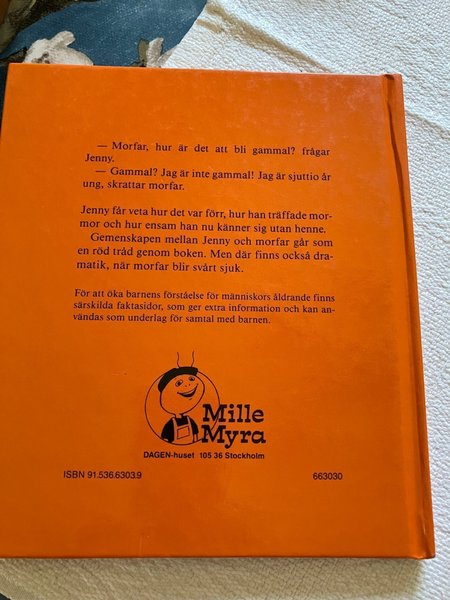 — Morfar, hur är det att bli gammal? frågar
Jenny.
— Gammal? Jag är inte gammal! Jag är sjuttio år
ung, skrattar morfar.
Jenny får veta hur det var förr, hur han träffade mor-
mor och hur ensam han nu känner sig utan henne.
Gemenskapen mellan Jenny och morfar går som
en röd tråd genom boken. Men där finns också dra-
matik, när morfar blir svårt sjuk.
För att öka barnens förståelse för människors åldrande finns
särskilda faktasidor, som ger extra information och kan an-
vändas som underlag för samtal med barnen.
Mille
Myra
DAGEN-huset 105 36 Stockholm
ISBN 91.536.6303.9 663030